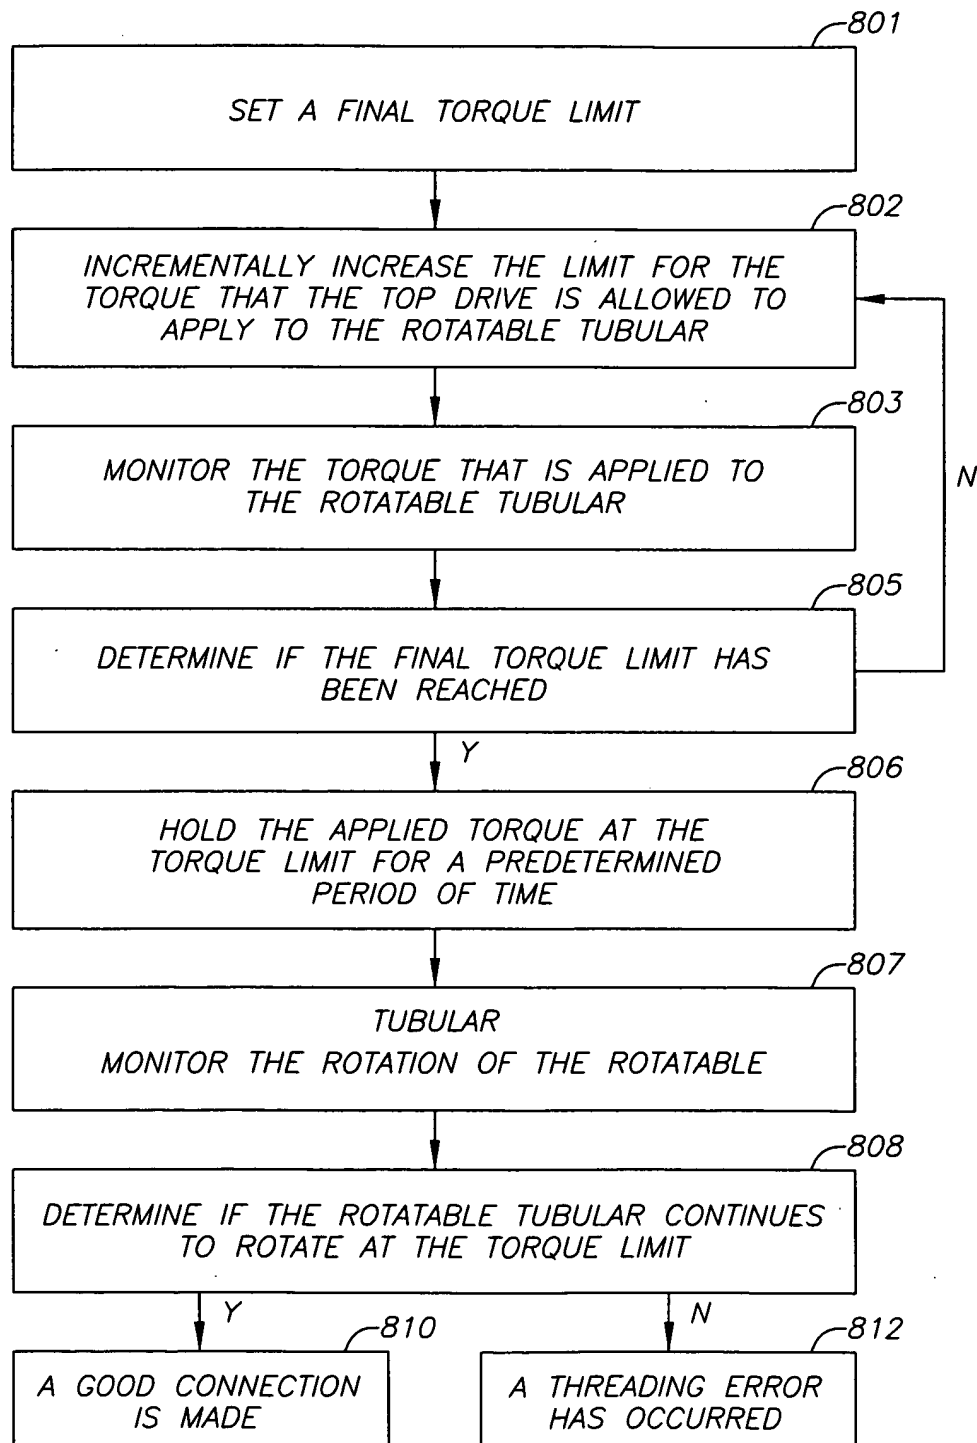 801
SET A FINAL TORQUE LIMIT
802
INCREMENTALLY INCREASE THE LIMIT FOR THE
TORQUE THAT THE TOP DRIVE IS ALLOWED TO
APPLY TO THE ROTATABLE TUBULAR
803
MONITOR THE TORQUE THAT IS APPLIED TO
THE ROTATABLE TUBULAR
N
805
DETERMINE IF THE FINAL TORQUE LIMIT HAS
BEEN REACHED
Y
806
HOLD THE APPLIED TORQUE AT THE
TORQUE LIMIT FOR A PREDETERMINED
PERIOD OF TIME
807
TUBULAR
MONITOR THE ROTATION OF THE ROTATABLE
808
DETERMINE IF THE ROTATABLE TUBULAR CONTINUES
TO ROTATE AT THE TORQUE LIMIT
Y
N
810
A GOOD CONNECTION
IS MADE
812
A THREADING ERROR
HAS OCCURRED